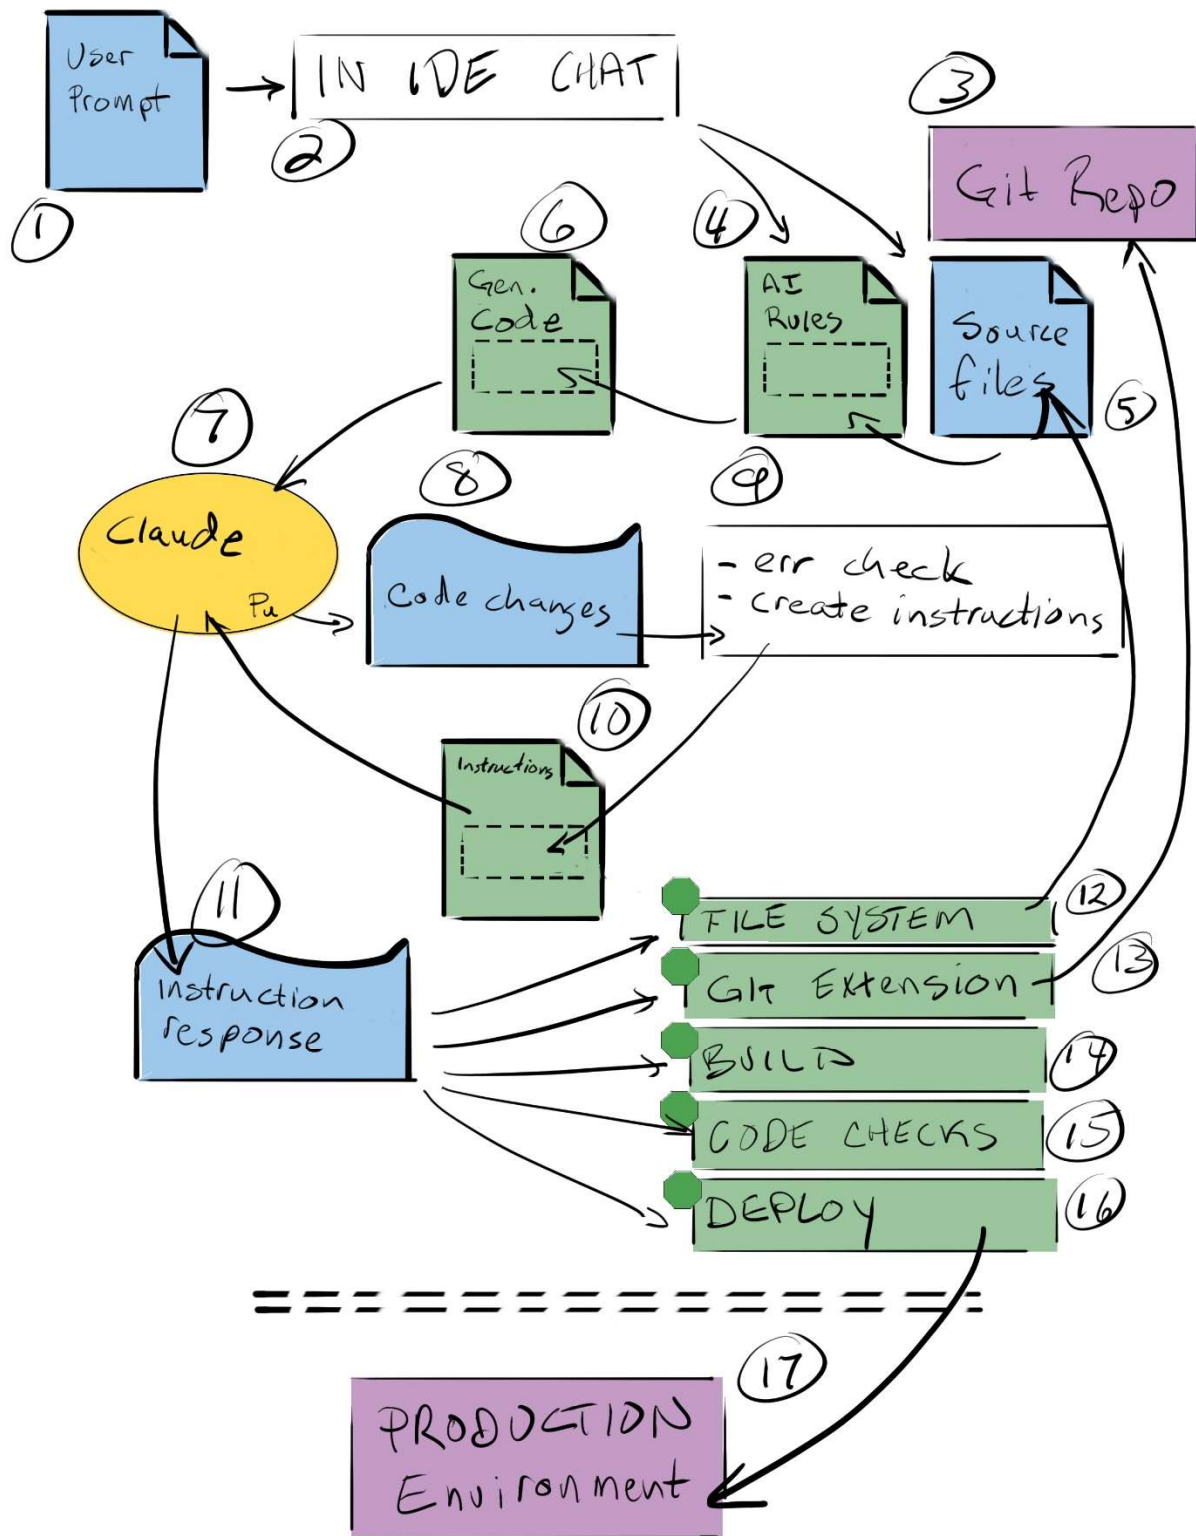 User
Prompt
1
IN IDE CHAT
2
3
Git Repo
6
Gen.
Code
4
AI
Rules
Source
files
5
7
Claude
Pu
8
Code changes
9
- err check
- create instructions
10
Instructions
11
Instruction
response
FILE SYSTEM
12
GIT Extension
13
BUILD
14
CODE CHECKS
15
DEPLOY
16
17
PRODUCTION
Environment